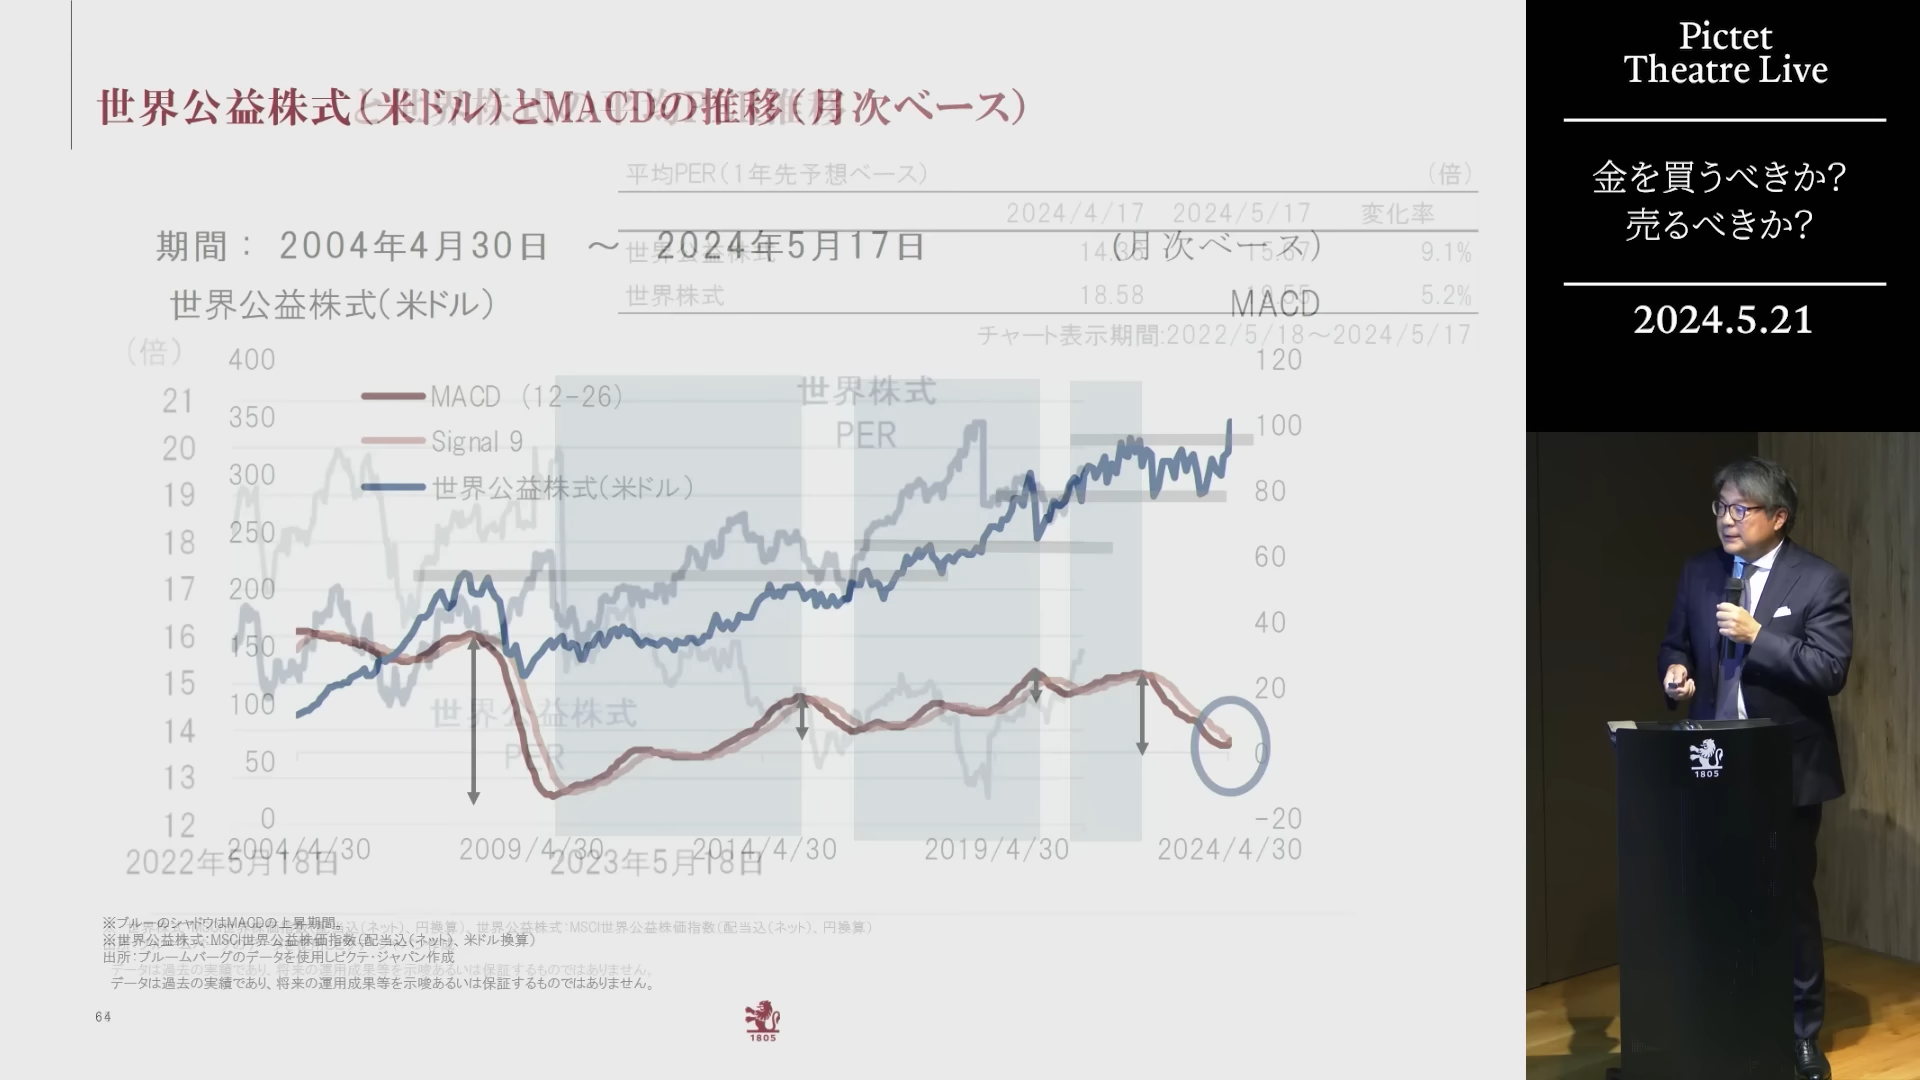 世界公益株式(米ドル)とMACDの推移(月次ベース)
平均PER(1年先予想ベース)
(倍)
2024/4/17 2024/5/17 変化率
期間: 2004年4月30日 ～ 2024年5月17日 (月次ベース)
世界公益株式 9.1%
世界株式 18.58 5.2%
世界公益株式(米ドル)
MACD
チャート表示期間:2022/5/18～2024/5/17
(倍)
400
350
300
250
200
150
100
50
0
21
20
19
18
17
16
15
14
13
12
MACD (12-26)
Signal 9
世界公益株式(米ドル)
世界株式
PER
世界公益株式
PER
120
100
80
60
40
20
0
-20
2004/4/30 2009/4/30 2014/4/30 2019/4/30 2024/4/30
2022年5月18日 2023年5月18日
※ブルーのシャドウはMACDの上昇期間。
※世界公益株式:MSCI世界公益株価指数(配当込(ネット)、米ドル換算)
出所:ブルームバーグのデータを使用しピクテ・ジャパン作成
データは過去の実績であり、将来の運用成果等を示唆あるいは保証するものではありません。
64
1805
Pictet
Theatre Live
金を買うべきか?
売るべきか?
2024.5.21
1805